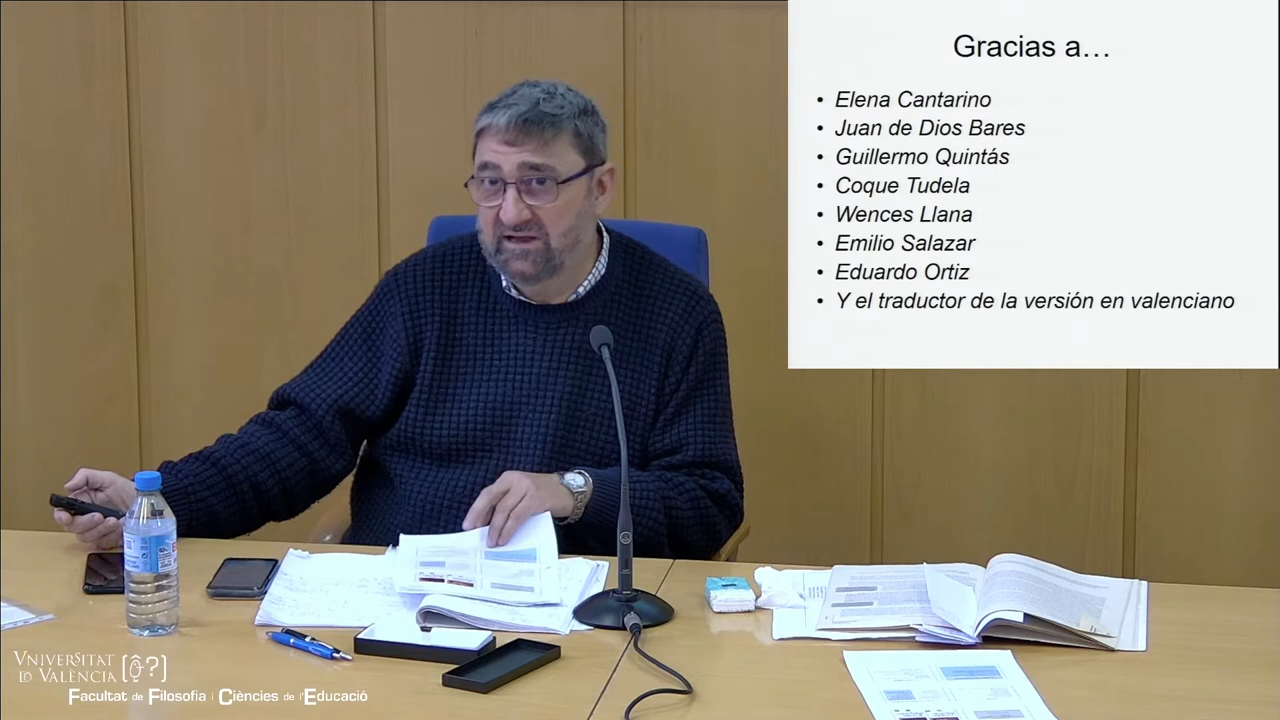 Gracias a…
• Elena Cantarino
• Juan de Dios Bares
• Guillermo Quintás
• Coque Tudela
• Wences Llana
• Emilio Salazar
• Eduardo Ortiz
• Y el traductor de la versión en valenciano
VNIVERSITAT
ID VALÈNCIA [Ô?]
Facultat de Filosofia i Ciències de l'Educació